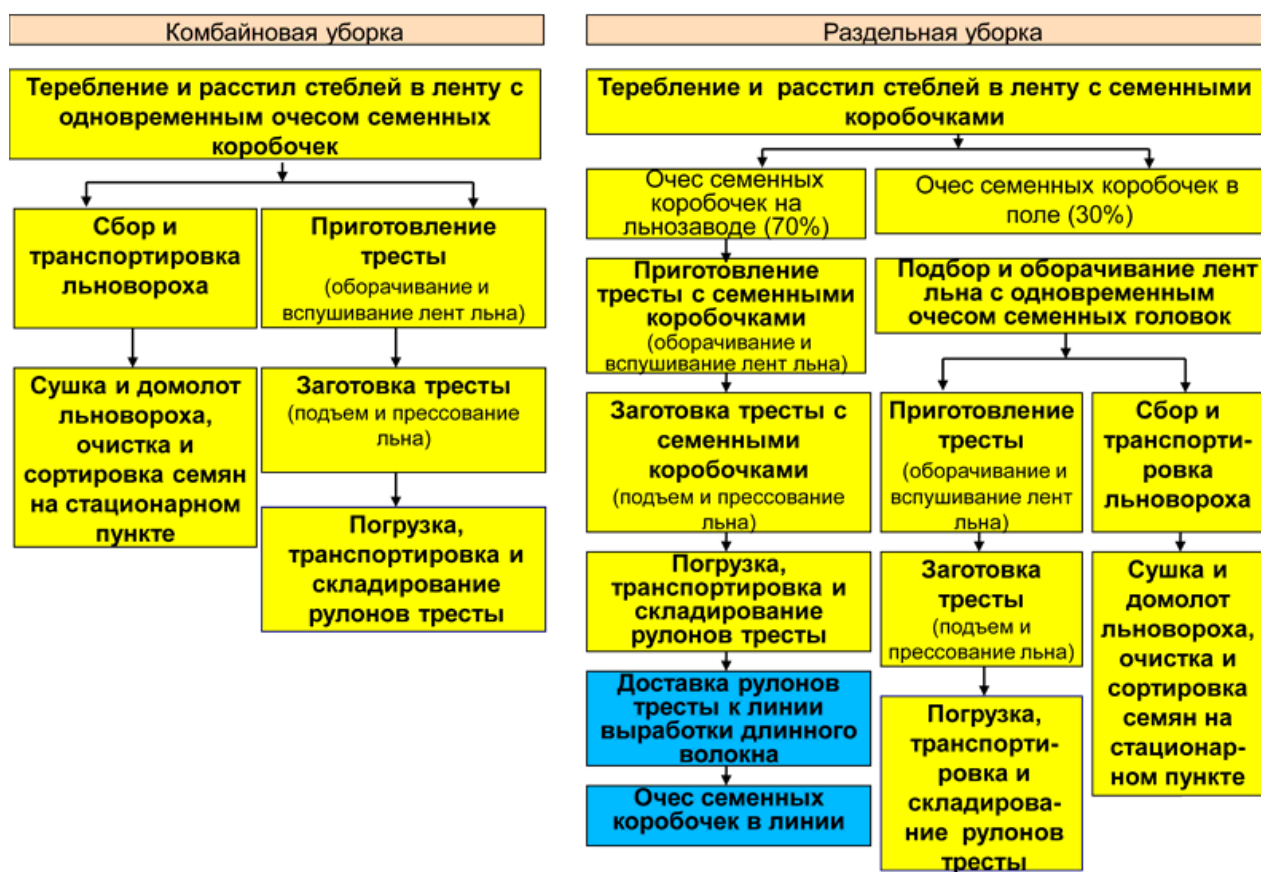 Комбайновая уборка
Теребление и расстил стеблей в ленту с
одновременным очесом семенных
коробочек
Сбор и
транспортировка
льновороха
Сушка и домолот
льновороха,
очистка и
сортировка семян
на стационарном
пункте
Приготовление
тресты
(оборачивание и
вспушивание лент льна)
Заготовка тресты
(подъем и прессование
льна)
Погрузка,
транспортировка и
складирование
рулонов тресты
Раздельная уборка
Теребление и расстил стеблей в ленту с семенными
коробочками
Очес семенных
коробочек на
льнозаводе (70%)
Приготовление
тресты с семенными
коробочками
(оборачивание и
вспушивание лент льна)
Заготовка тресты с
семенными
коробочками
(подъем и прессование
льна)
Погрузка,
транспортировка и
складирование
рулонов тресты
Доставка рулонов
тресты к линии
выработки длинного
волокна
Очес семенных
коробочек в линии
Очес семенных коробочек в
поле (30%)
Подбор и оборачивание лент
льна с одновременным
очесом семенных головок
Приготовление
тресты
(оборачивание и
вспушивание лент
льна)
Заготовка
тресты
(подъем и
прессование льна)
Погрузка,
транспорти-
ровка и
складирова-
ние рулонов
тресты
Сбор и
транспорти-
ровка
льновороха
Сушка и
домолот
льновороха,
очистка и
сортировка
семян на
стационар-
ном пункте